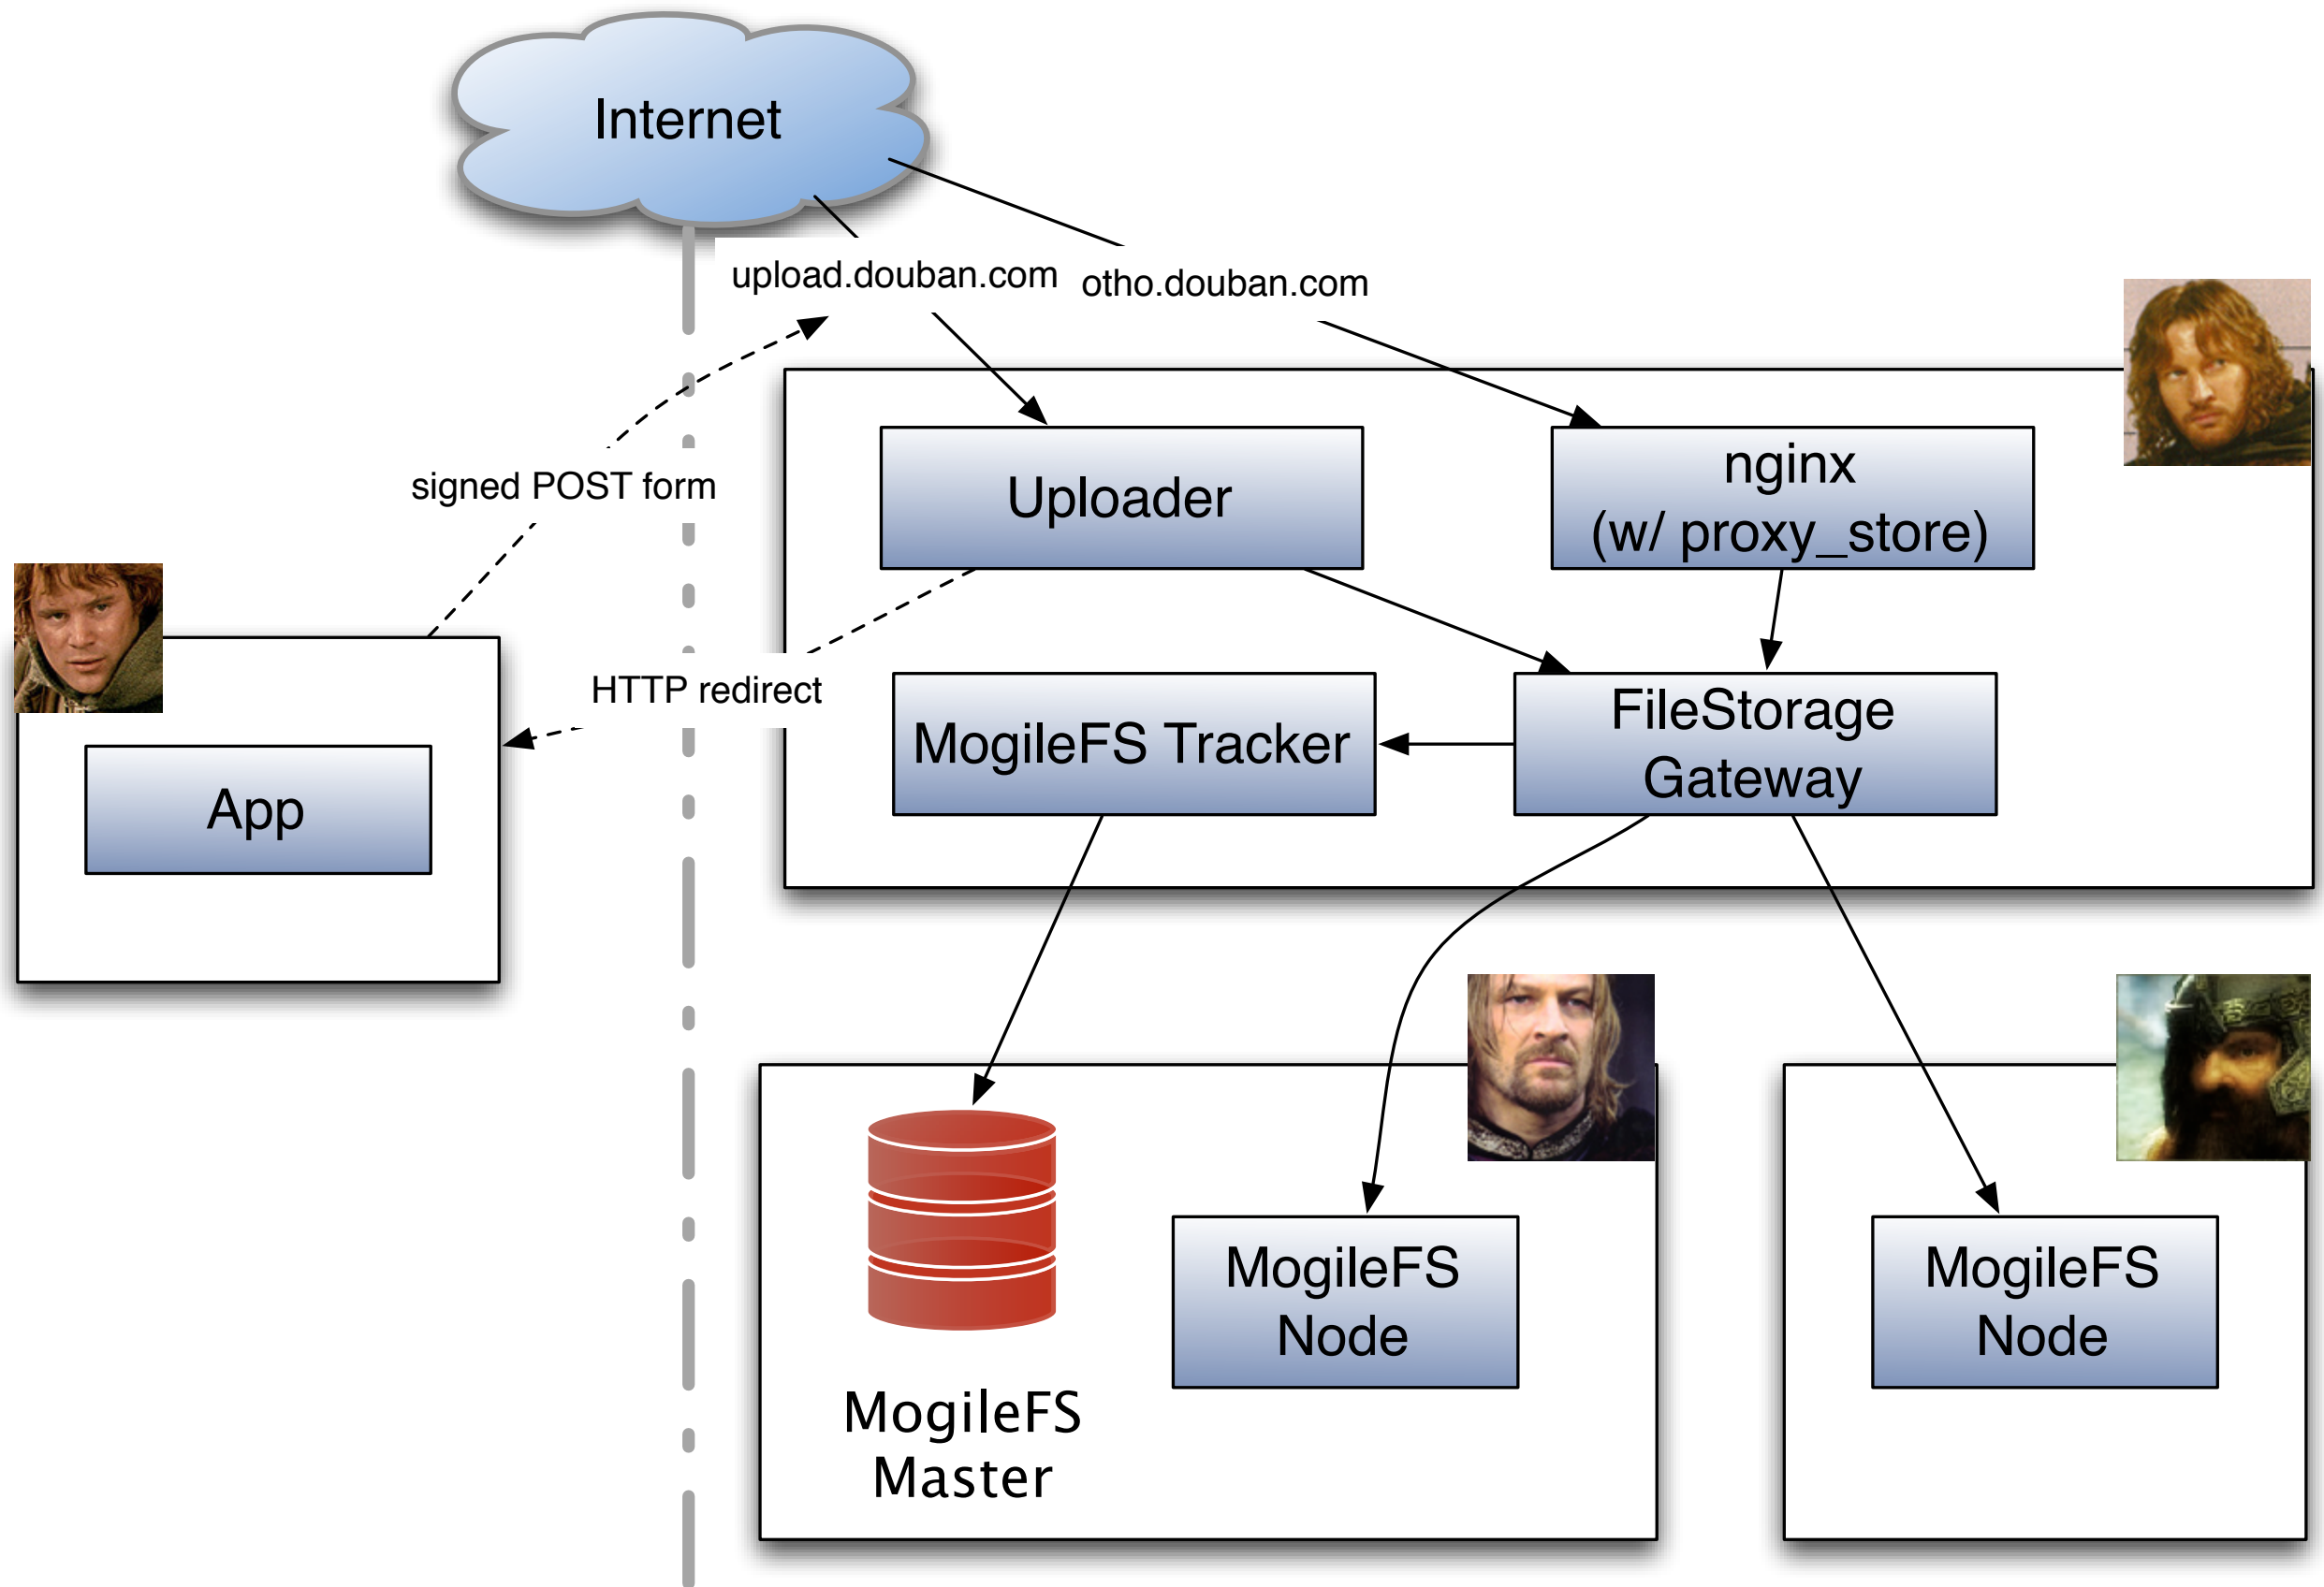 Internet
upload.douban.com
otho.douban.com
signed POST form
Uploader
nginx
(w/ proxy_store)
HTTP redirect
MogileFS Tracker
FileStorage
Gateway
App
MogileFS
Node
MogileFS
Node
MogileFS
Master